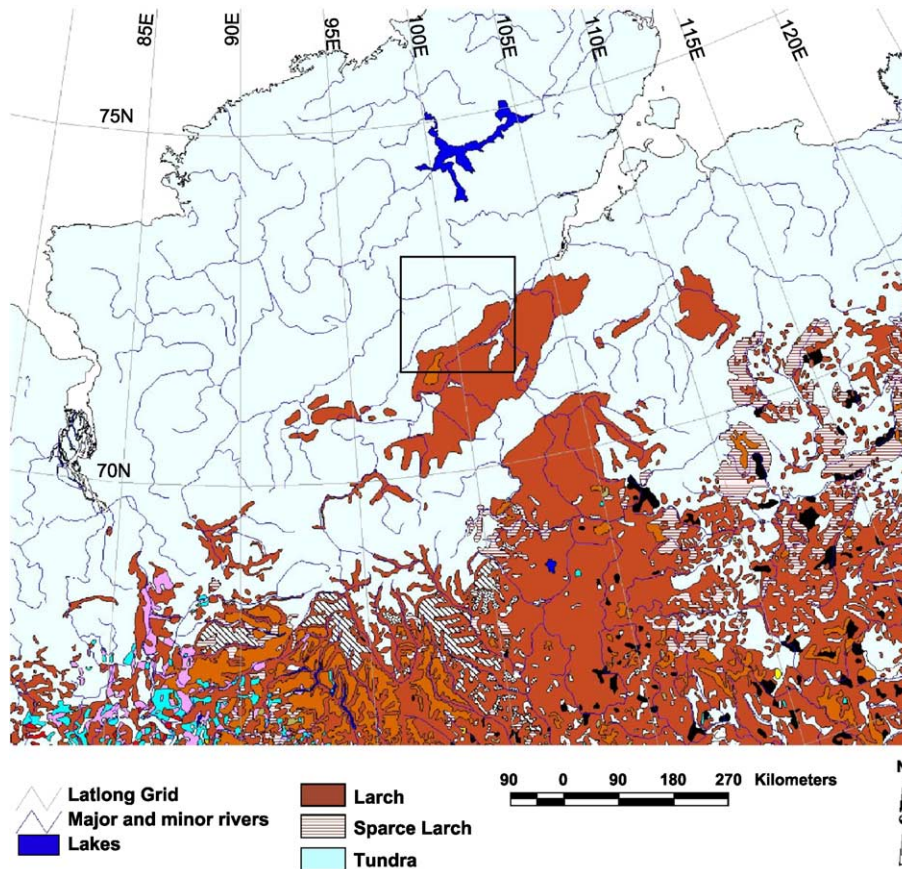 85E
90E
95E
100E
105E
110E
115E
120E
75N
70N
Latlong Grid
Major and minor rivers
Lakes
Larch
Sparce Larch
Tundra
90 0 90 180 270 Kilometers
N